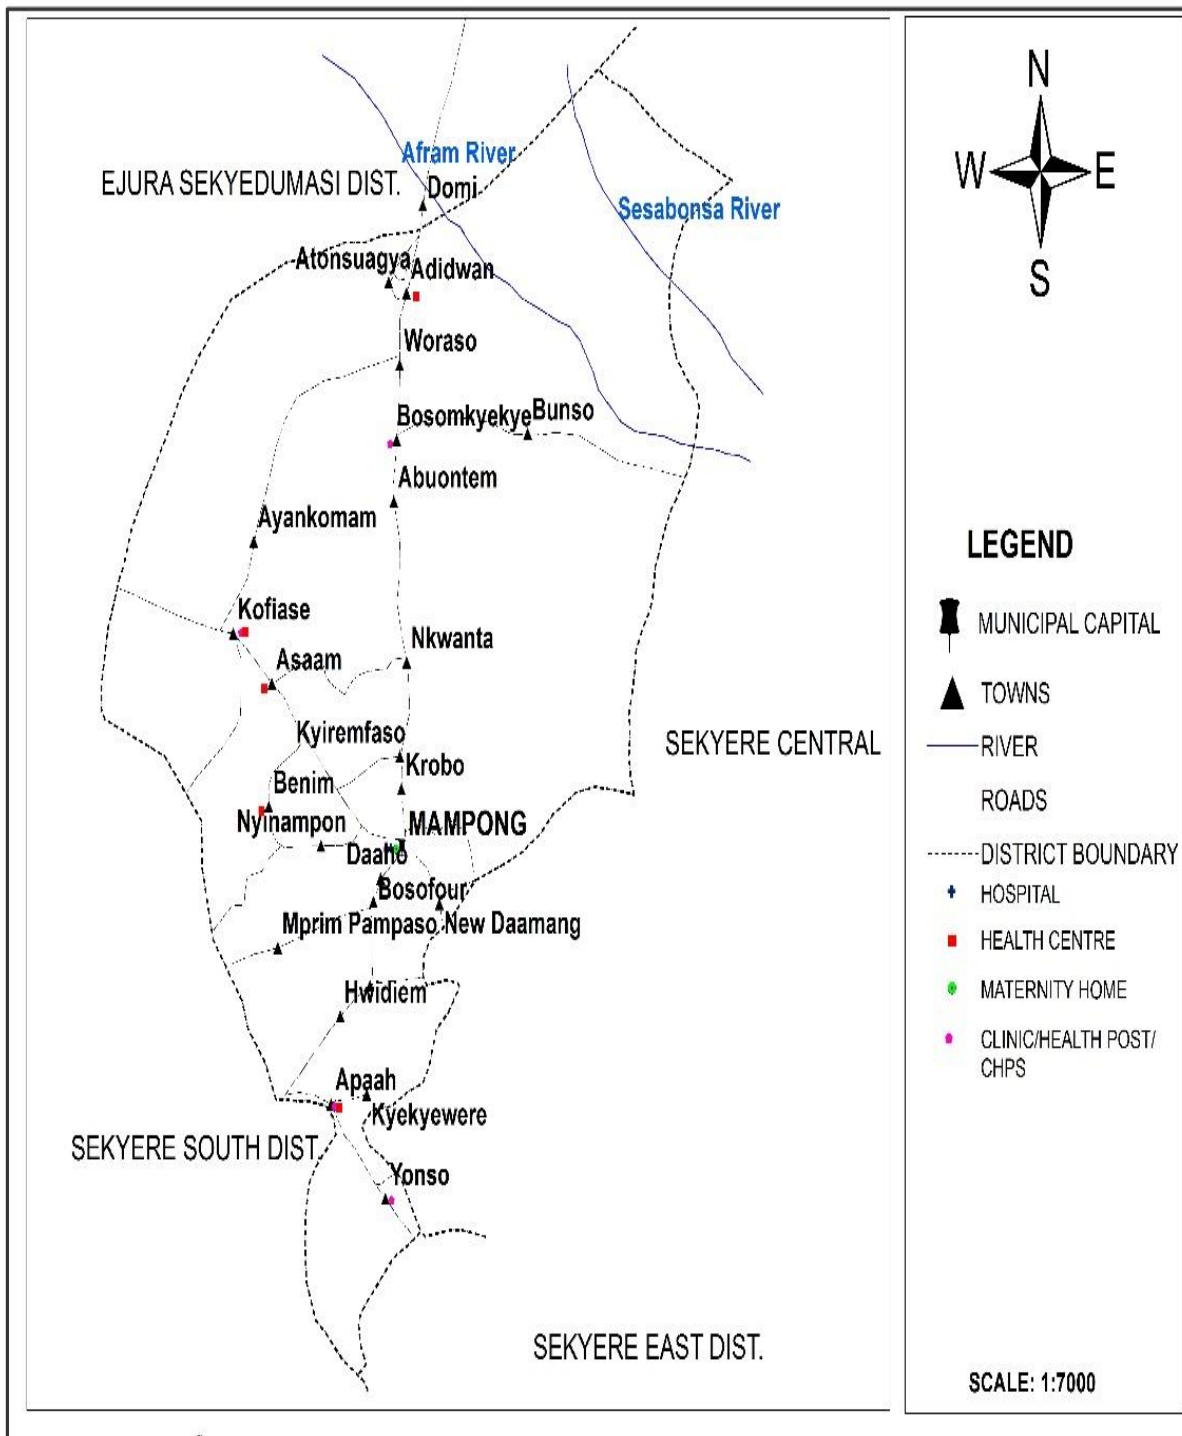 Afram River
EJURA SEKYEDUMASI DIST.
Domi
Sesabonsa River
Atonsuagya
Adidwan
Woraso
Bosomkyekye
Bunso
Abuontem
Ayankomam
Kofiase
Nkwanta
Asaam
Kyiremfaso
SEKYERE CENTRAL
Krobo
Benim
Nyinampon
MAMPONG
Daaho
Bosofour
Mprim Pampaso
New Daamang
Hwidiem
Apaah
Kyekyewere
SEKYERE SOUTH DIST.
Yonso
SEKYERE EAST DIST.
N
W
E
S
LEGEND
MUNICIPAL CAPITAL
TOWNS
RIVER
ROADS
DISTRICT BOUNDARY
HOSPITAL
HEALTH CENTRE
MATERNITY HOME
CLINIC/HEALTH POST/
CHPS
SCALE: 1:7000